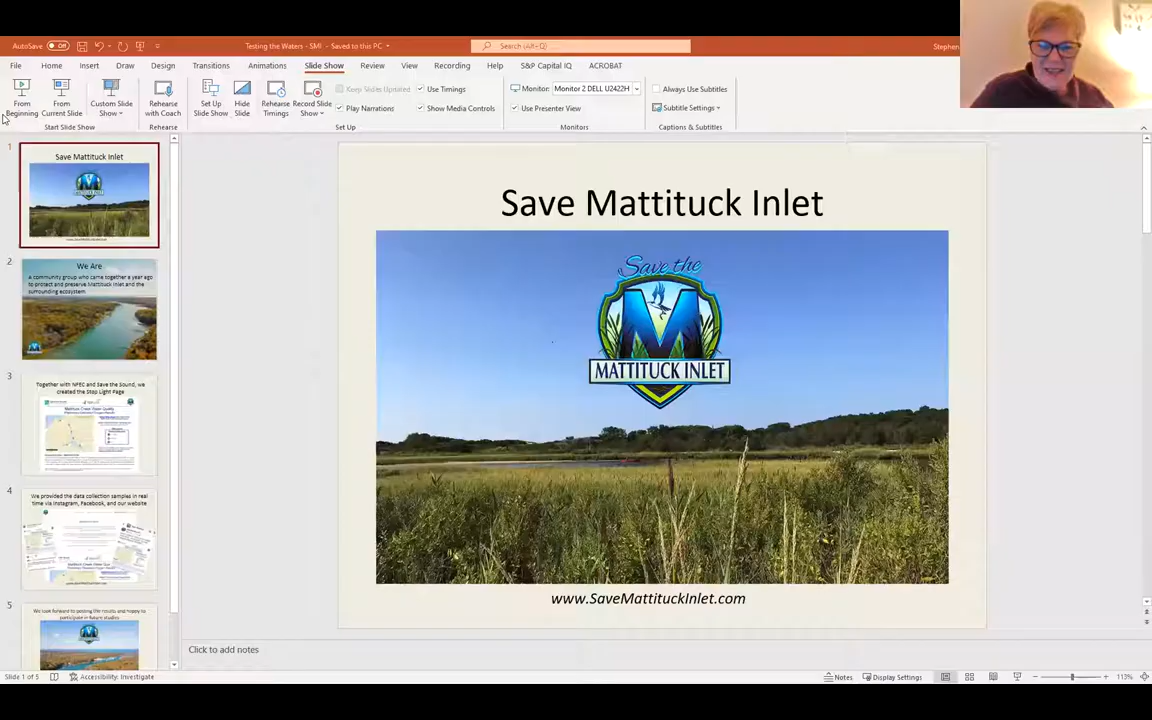 AutoSave Off
Testing the Waters - SMI - Saved to this PC
Search (Alt+Q)
Stephen
File Home Insert Draw Design Transitions Animations Slide Show Review View Recording Help S&P Capital IQ ACROBAT
From Beginning
From Current Slide
Custom Slide Show
Rehearse with Coach
Set Up Slide Show
Hide Slide
Rehearse Timings
Record Slide Show
Keep Slides Updated
Play Narrations
Use Timings
Show Media Controls
Monitor: Monitor 2 DELL U2422H
Use Presenter View
Always Use Subtitles
Subtitle Settings
Start Slide Show
Rehearse
Set Up
Monitors
Captions & Subtitles
1
Save Mattituck Inlet
2
We Are
A community group who came together a year ago
to protect and preserve Mattituck Inlet and the
surrounding ecosystem
3
Together with NPEC and Save the Sound, we
created the Stop Light Page
4
We provided the data collection samples in real
time via Instagram, Facebook, and our website
5
We look forward to posting the results and happy to
participate in future studies
Save Mattituck Inlet
Save the
MATTITUCK INLET
www.SaveMattituckInlet.com
Click to add notes
Slide 1 of 5
Accessibility: Investigate
Notes
Display Settings
113%